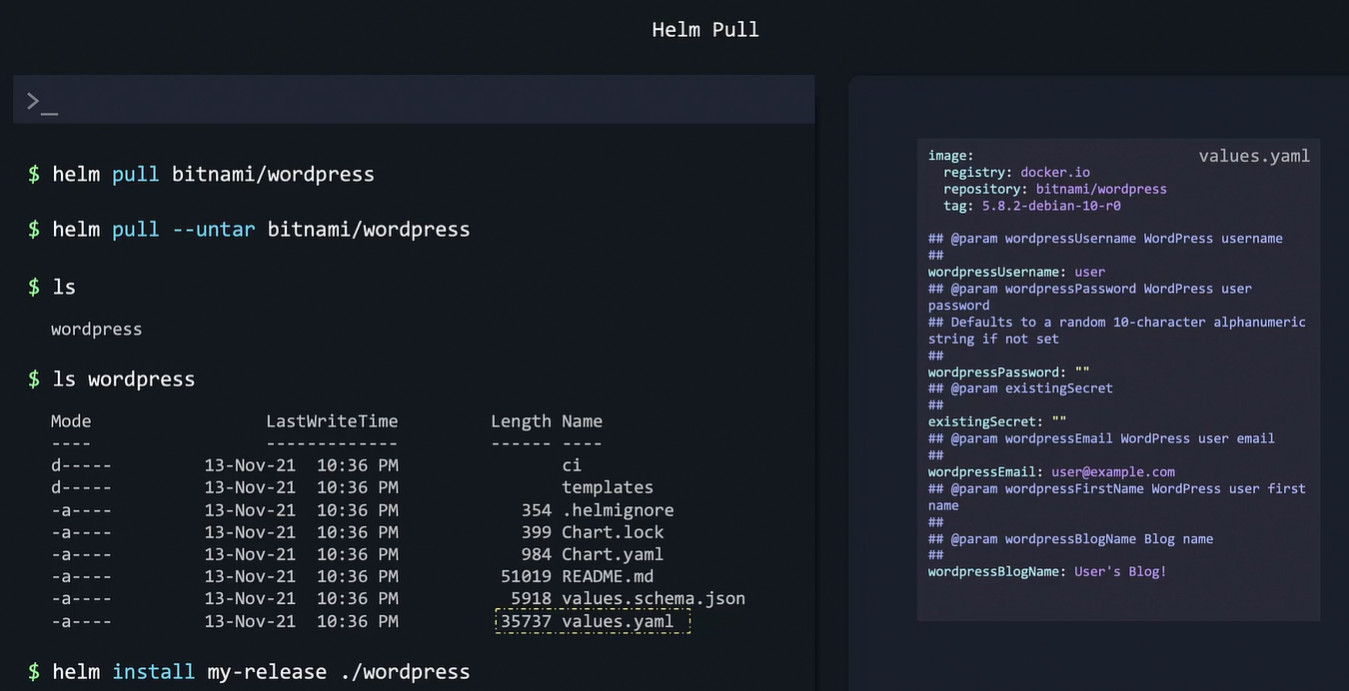 Helm Pull
>_
$ helm pull bitnami/wordpress
$ helm pull --untar bitnami/wordpress
$ ls
wordpress
$ ls wordpress
Mode LastWriteTime Length Name
---- ------------- ------ ----
d----- 13-Nov-21 10:36 PM ci
d----- 13-Nov-21 10:36 PM templates
-a---- 13-Nov-21 10:36 PM 354 .helmignore
-a---- 13-Nov-21 10:36 PM 399 Chart.lock
-a---- 13-Nov-21 10:36 PM 984 Chart.yaml
-a---- 13-Nov-21 10:36 PM 51019 README.md
-a---- 13-Nov-21 10:36 PM 5918 values.schema.json
-a---- 13-Nov-21 10:36 PM 35737 values.yaml
$ helm install my-release ./wordpress
values.yaml
image:
  registry: docker.io
  repository: bitnami/wordpress
  tag: 5.8.2-debian-10-r0
## @param wordpressUsername WordPress username
##
wordpressUsername: user
## @param wordpressPassword WordPress user
password
## Defaults to a random 10-character alphanumeric
string if not set
##
wordpressPassword: ""
## @param existingSecret
##
existingSecret: ""
## @param wordpressEmail WordPress user email
##
wordpressEmail: user@example.com
## @param wordpressFirstName WordPress user first
name
##
## @param wordpressBlogName Blog name
##
wordpressBlogName: User's Blog!